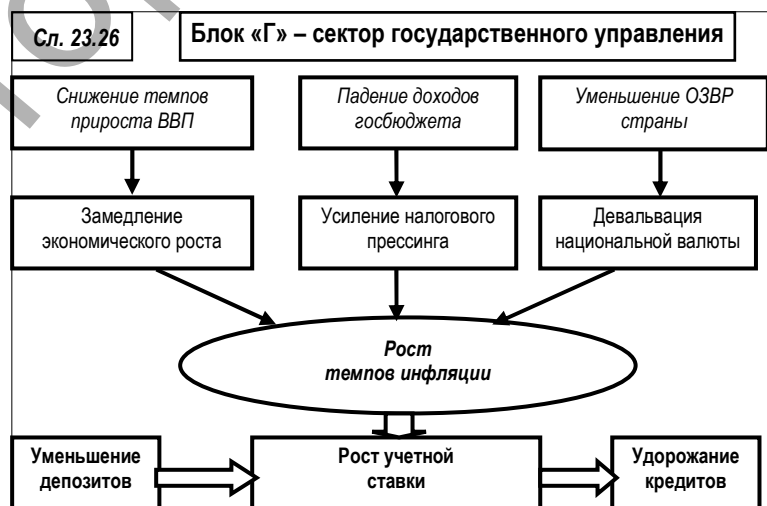 Сл. 23.26
Блок «Г» – сектор государственного управления
Снижение темпов
прироста ВВП
Падение доходов
госбюджета
Уменьшение ОЗВР
страны
Замедление
экономического роста
Усиление налогового
прессинга
Девальвация
национальной валюты
Рост
темпов инфляции
Уменьшение
депозитов
Рост учетной
ставки
Удорожание
кредитов